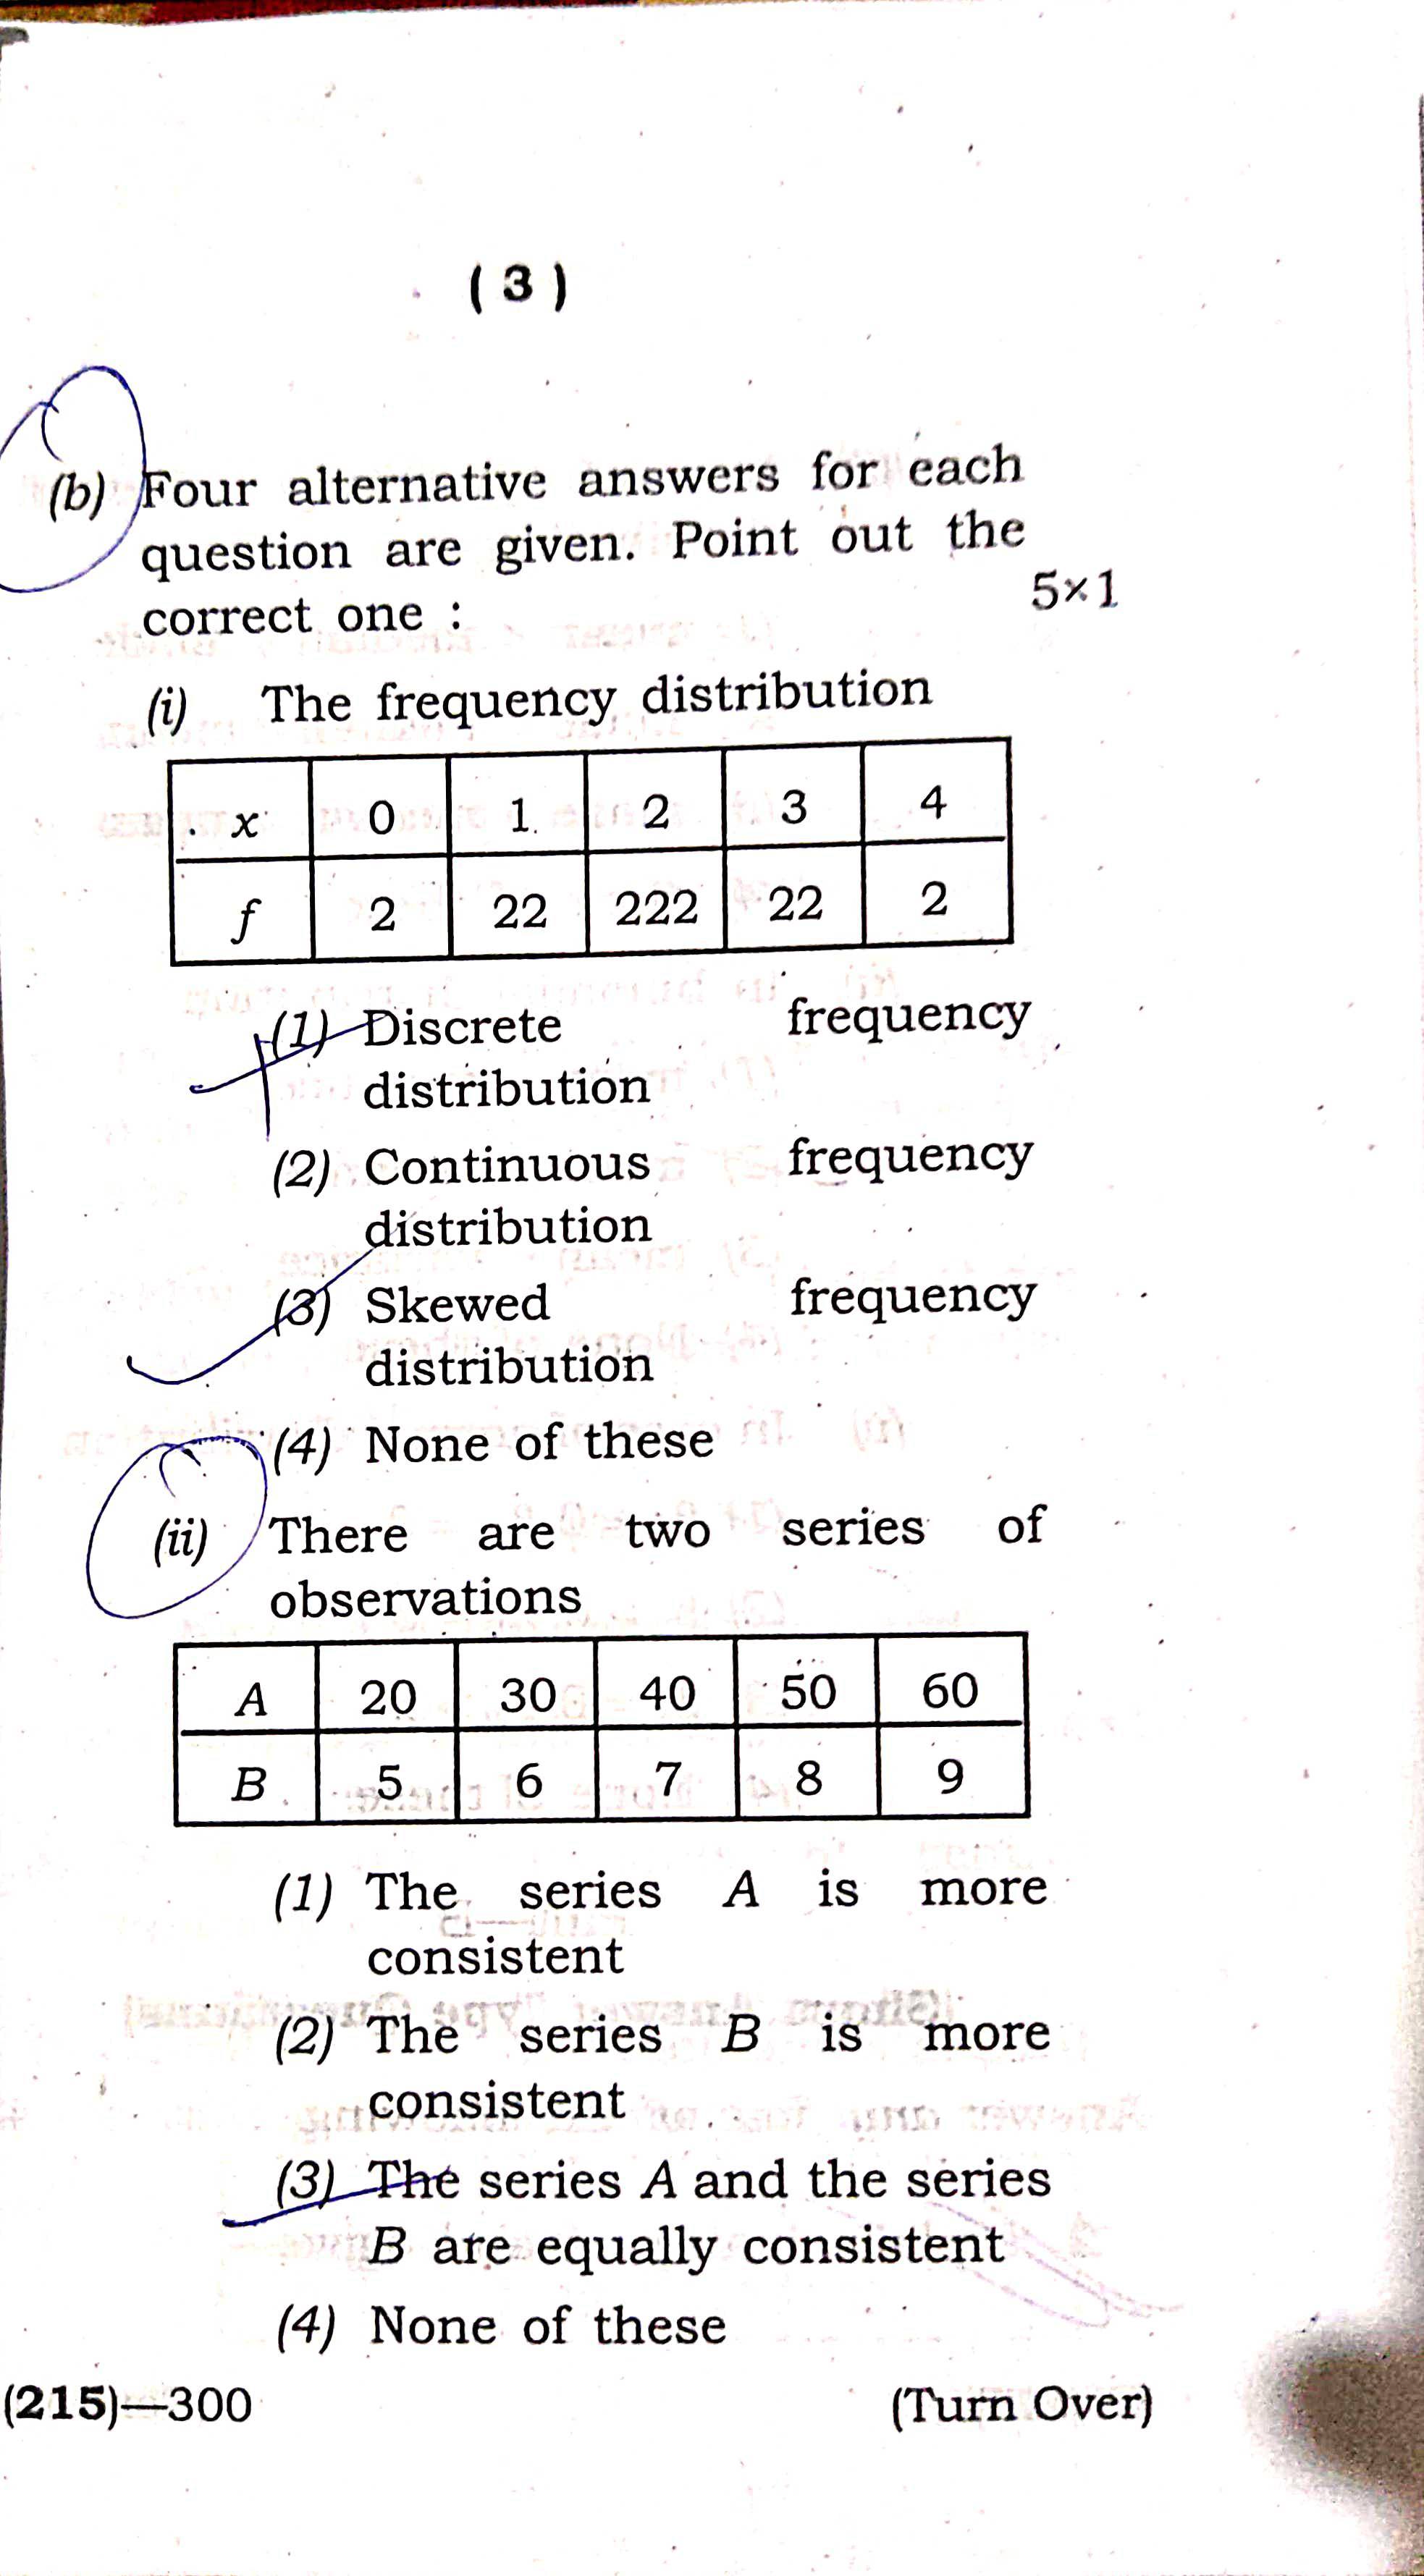 ( 3 )
(b) Four alternative answers for each
question are given. Point out the
correct one : 5×1
(i) The frequency distribution
x 0 1 2 3 4
f 2 22 222 22 2
(1) Discrete frequency
distribution
(2) Continuous frequency
distribution
(3) Skewed frequency
distribution
(4) None of these
(ii) There are two series of
observations
A 20 30 40 50 60
B 5 6 7 8 9
(1) The series A is more
consistent
(2) The series B is more
consistent
(3) The series A and the series
B are equally consistent
(4) None of these
(215)—300 (Turn Over)